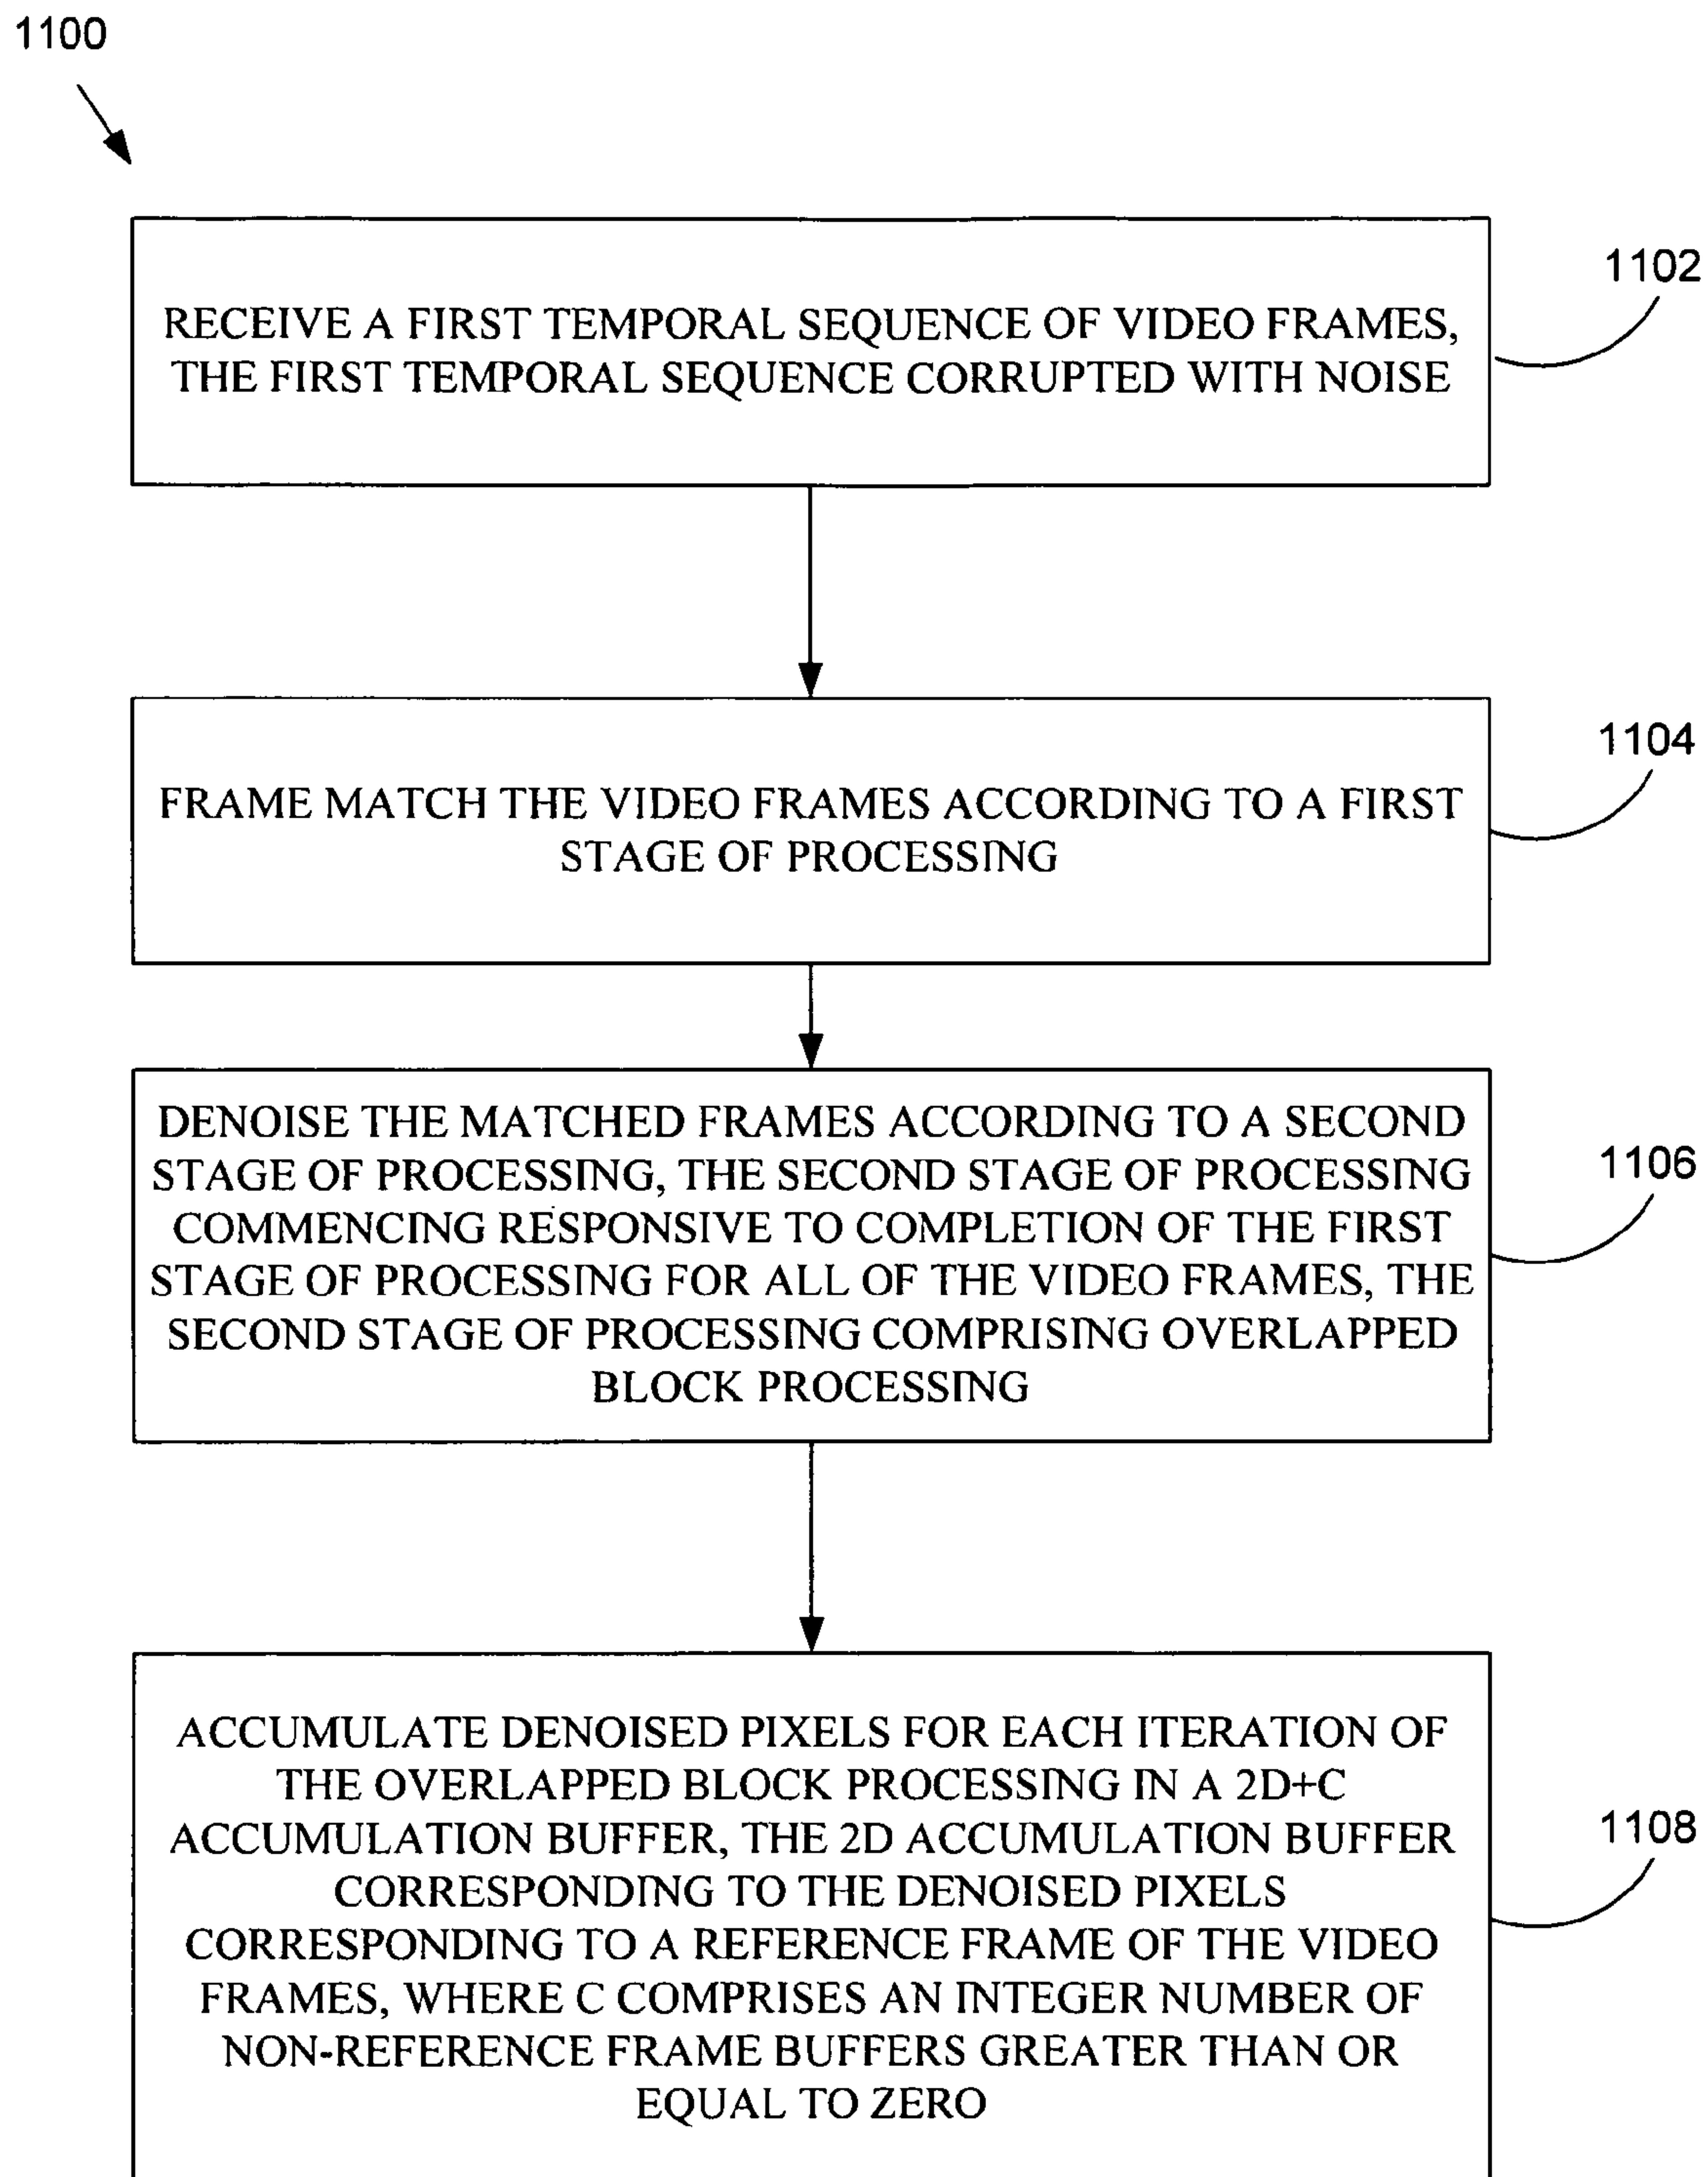 1100
1102
RECEIVE A FIRST TEMPORAL SEQUENCE OF VIDEO FRAMES,
THE FIRST TEMPORAL SEQUENCE CORRUPTED WITH NOISE
1104
FRAME MATCH THE VIDEO FRAMES ACCORDING TO A FIRST
STAGE OF PROCESSING
DENOISE THE MATCHED FRAMES ACCORDING TO A SECOND
STAGE OF PROCESSING, THE SECOND STAGE OF PROCESSING
COMMENCING RESPONSIVE TO COMPLETION OF THE FIRST
STAGE OF PROCESSING FOR ALL OF THE VIDEO FRAMES, THE
SECOND STAGE OF PROCESSING COMPRISING OVERLAPPED
BLOCK PROCESSING
1106
ACCUMULATE DENOISED PIXELS FOR EACH ITERATION OF
THE OVERLAPPED BLOCK PROCESSING IN A 2D+C
ACCUMULATION BUFFER, THE 2D ACCUMULATION BUFFER
CORRESPONDING TO THE DENOISED PIXELS
CORRESPONDING TO A REFERENCE FRAME OF THE VIDEO
FRAMES, WHERE C COMPRISES AN INTEGER NUMBER OF
NON-REFERENCE FRAME BUFFERS GREATER THAN OR
EQUAL TO ZERO
1108